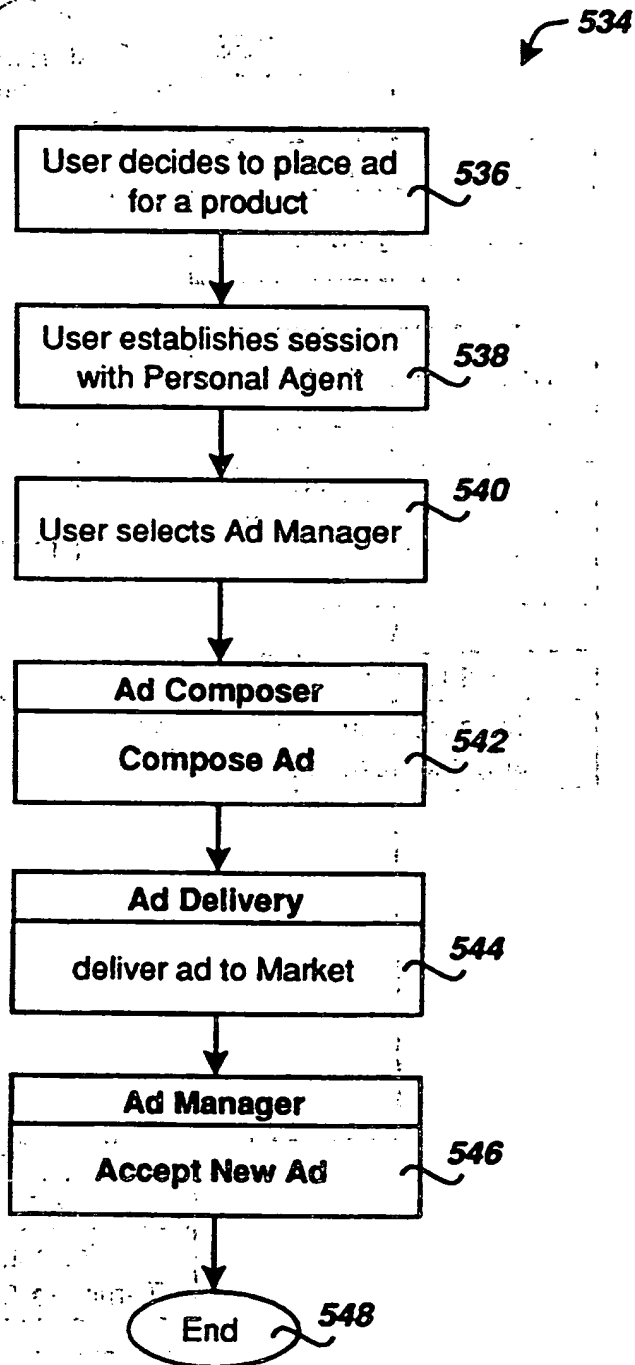 534
User decides to place ad
for a product
536
User establishes session
with Personal Agent
538
User selects Ad Manager
540
Ad Composer
Compose Ad
542
Ad Delivery
deliver ad to Market
544
Ad Manager
Accept New Ad
546
End
548